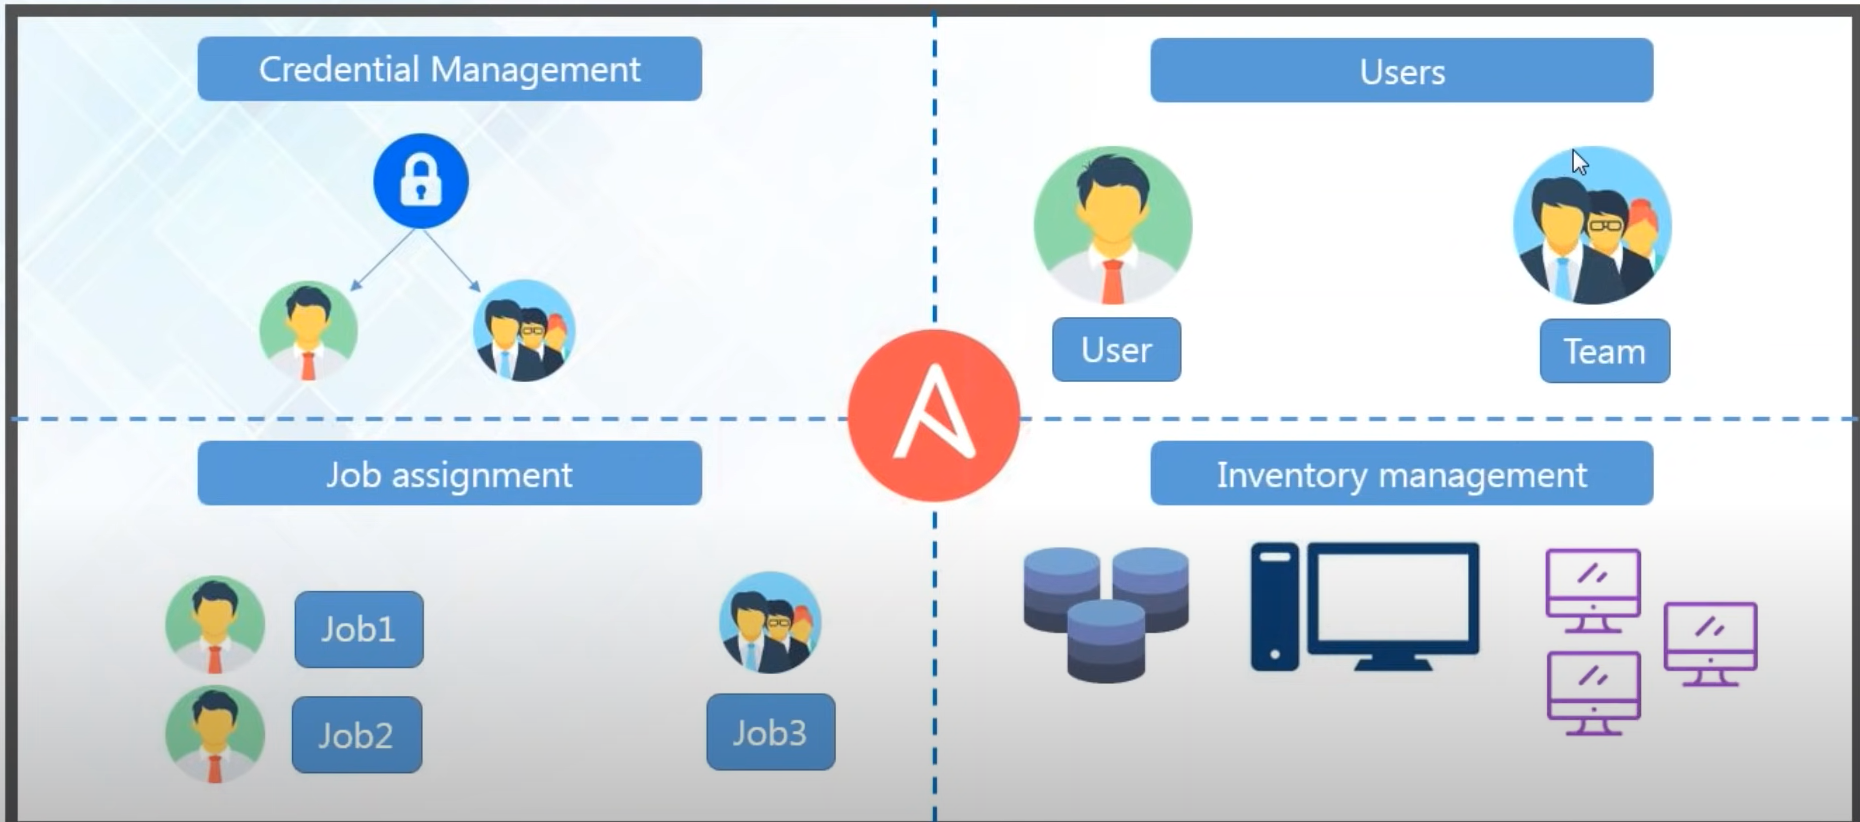 Credential Management
Users
User
Team
Job assignment
Inventory management
Job1
Job2
Job3